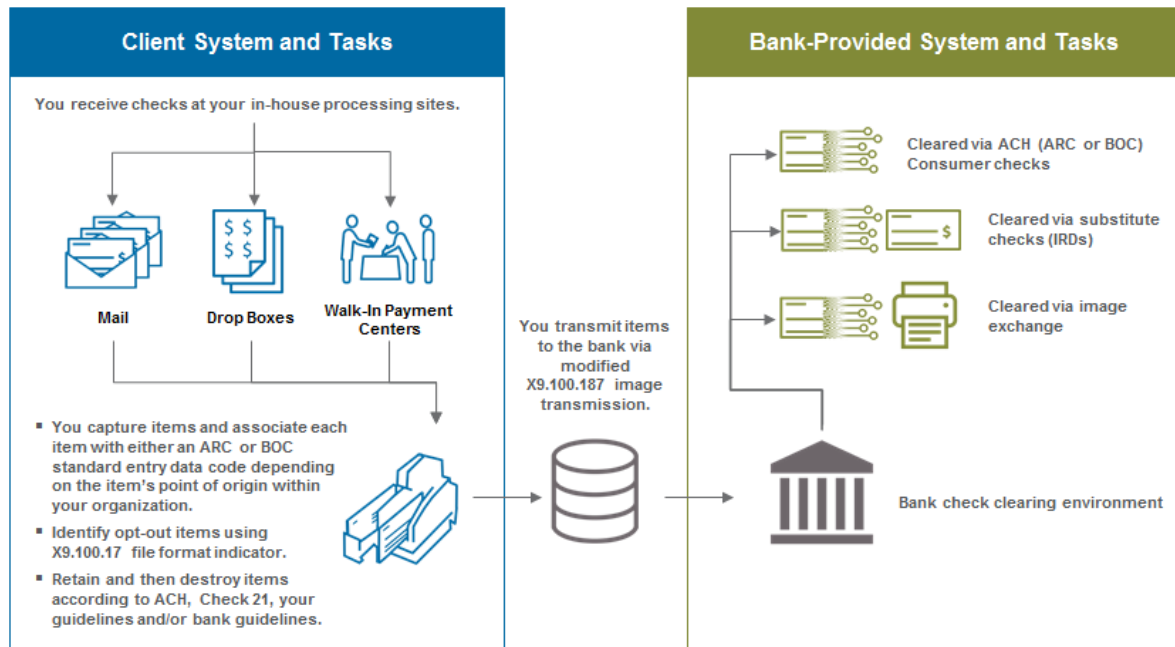 Client System and Tasks
You receive checks at your in-house processing sites.
Mail
Drop Boxes
Walk-In Payment
Centers
$ $
$ $
$
▪ You capture items and associate each
item with either an ARC or BOC
standard entry data code depending
on the item's point of origin within
your organization.
▪ Identify opt-out items using
X9.100.17 file format indicator.
▪ Retain and then destroy items
according to ACH, Check 21, your
guidelines and/or bank guidelines.
You transmit items
to the bank via
modified
X9.100.187 image
transmission.
Bank-Provided System and Tasks
Cleared via ACH (ARC or BOC)
Consumer checks
$
Cleared via substitute
checks (IRDs)
Cleared via image
exchange
Bank check clearing environment